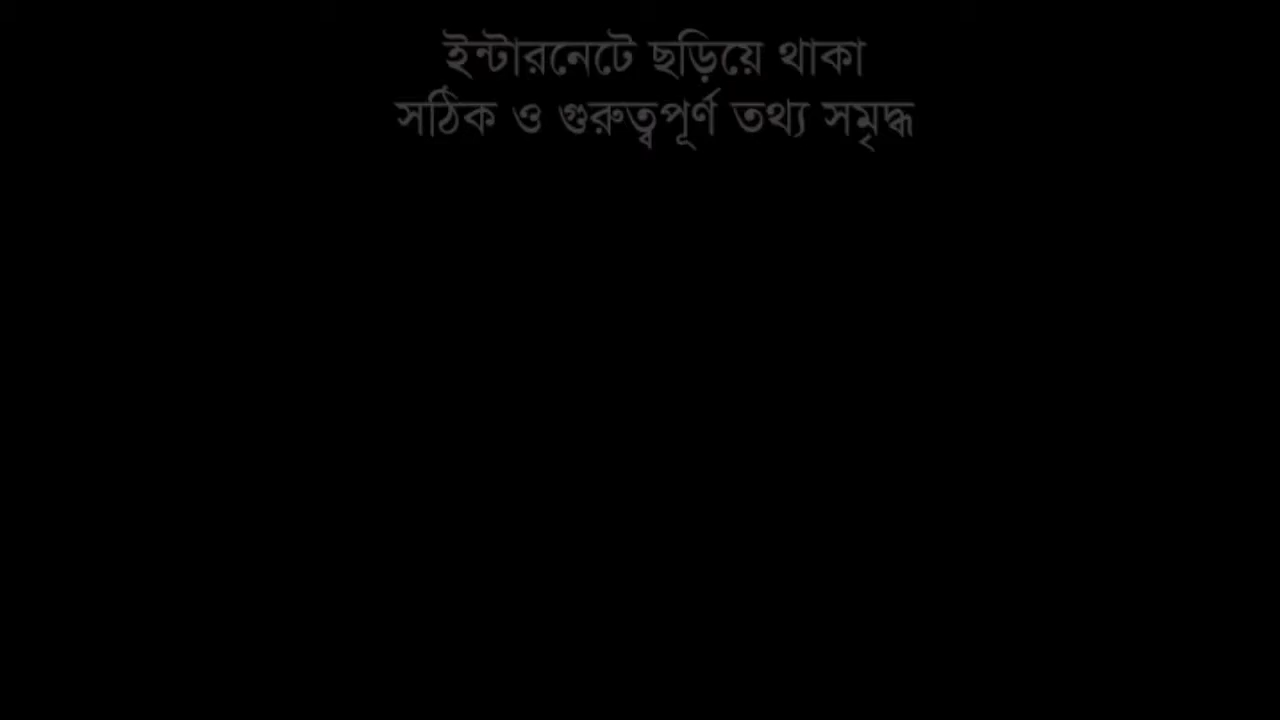 ইন্টারনেটে ছড়িয়ে থাকা
সঠিক ও গুরুত্বপূর্ণ তথ্য সমৃদ্ধ